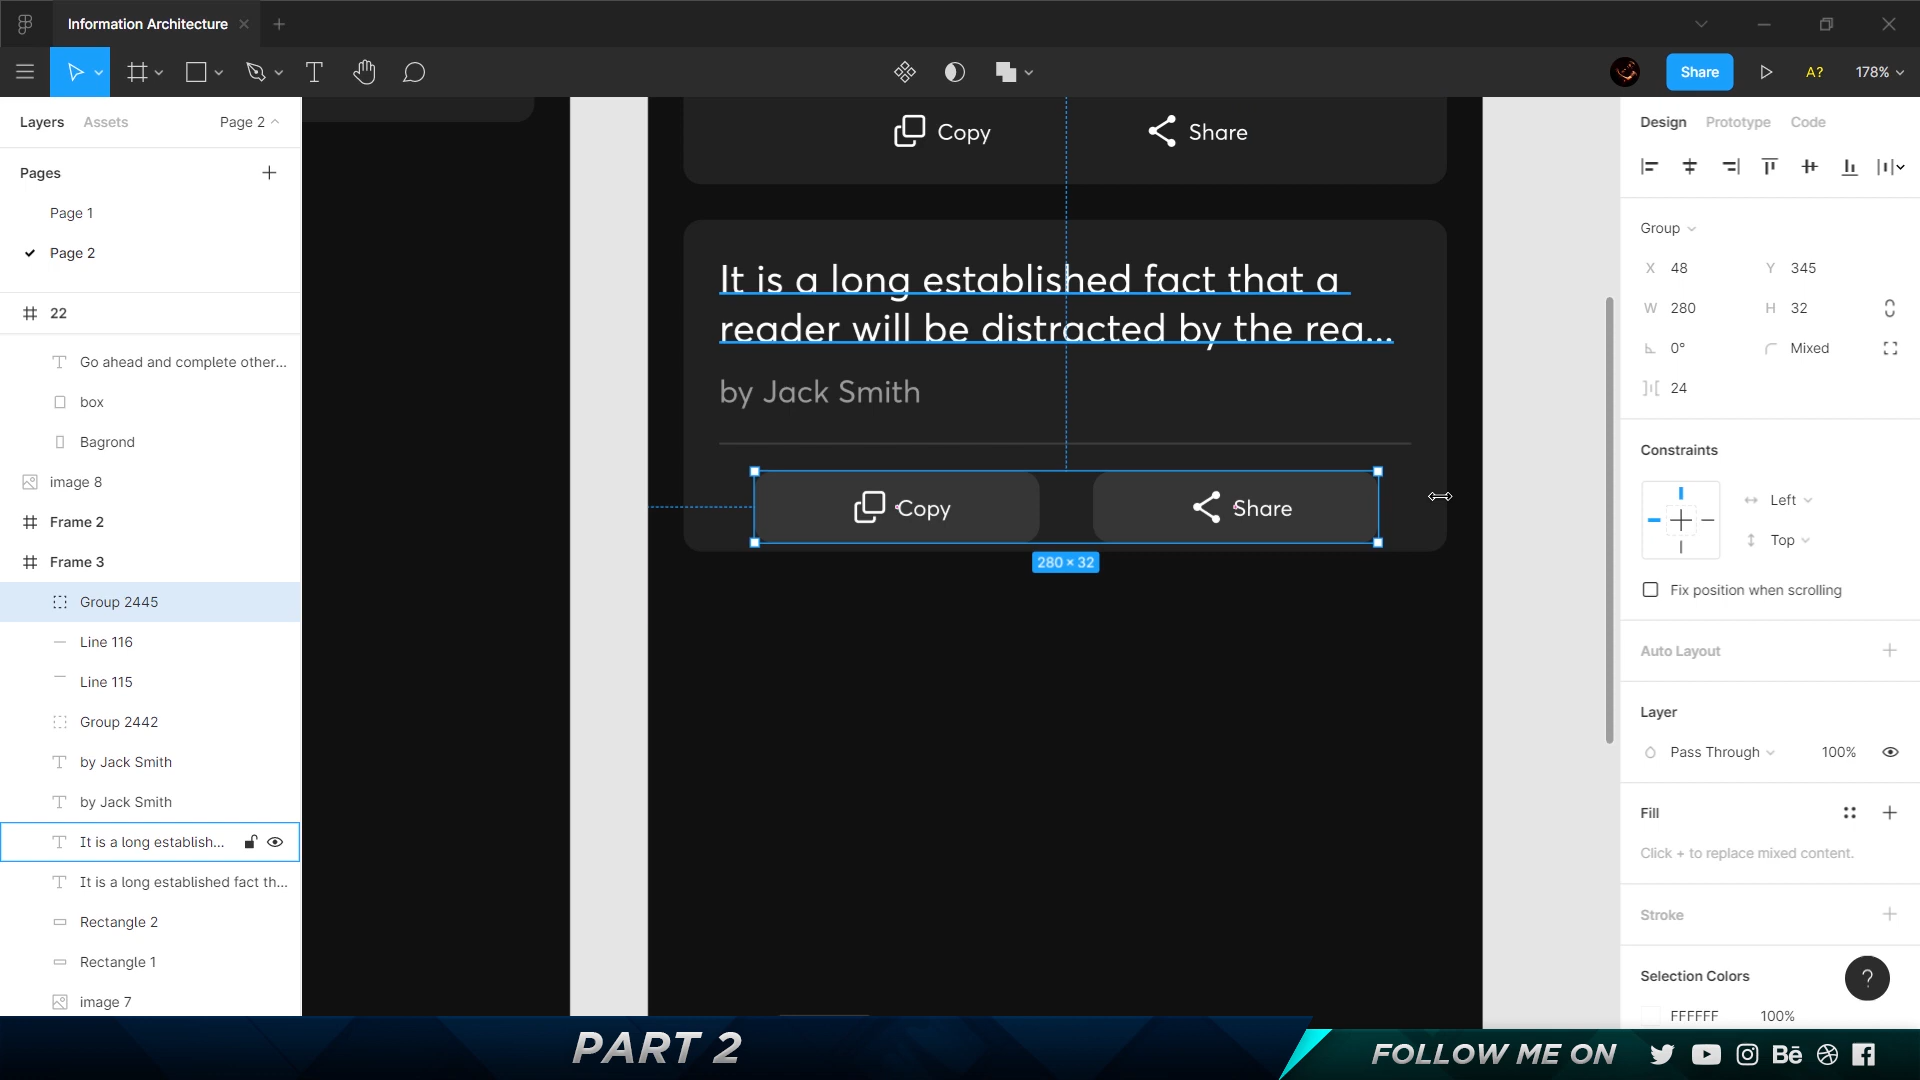 Information Architecture
Share
A?
178%
Layers
Assets
Page 2
Pages
Page 1
Page 2
22
Go ahead and complete other...
box
Bagrond
image 8
Frame 2
Frame 3
Group 2445
Line 116
Line 115
Group 2442
by Jack Smith
by Jack Smith
It is a long establish...
It is a long established fact th...
Rectangle 2
Rectangle 1
image 7
Copy
Share
It is a long established fact that a
reader will be distracted by the rea...
by Jack Smith
Copy
Share
280 × 32
Design
Prototype
Code
Group
X 48
Y 345
W 280
H 32
0°
Mixed
24
Constraints
Left
Top
Fix position when scrolling
Auto Layout
Layer
Pass Through
100%
Fill
Click + to replace mixed content.
Stroke
Selection Colors
?
FFFFFF
100%
PART 2
FOLLOW ME ON
Bē